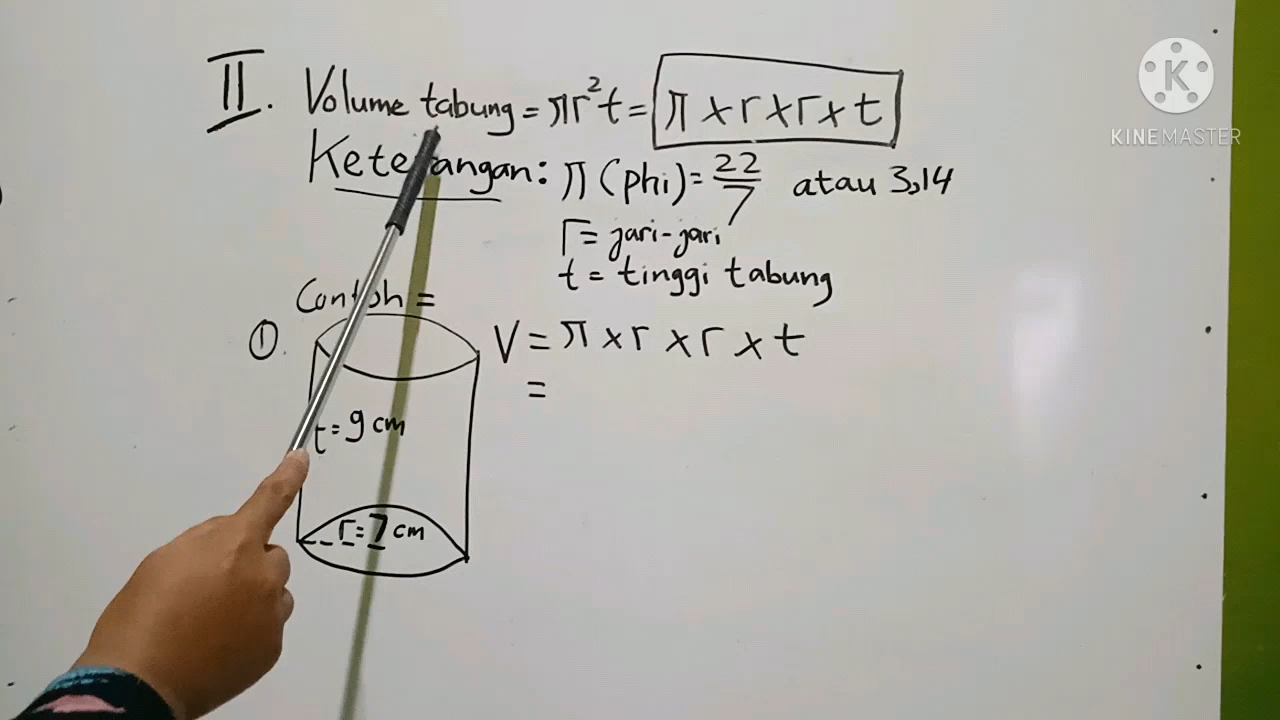 II. Volume tabung = πr²t = π x r x r x t
Keterangan: π (phi) = 22/7 atau 3,14
r = jari-jari
t = tinggi tabung
Contoh =
①. V = π x r x r x t
=
t = 9 cm
r = 7 cm
K
KINEMASTER